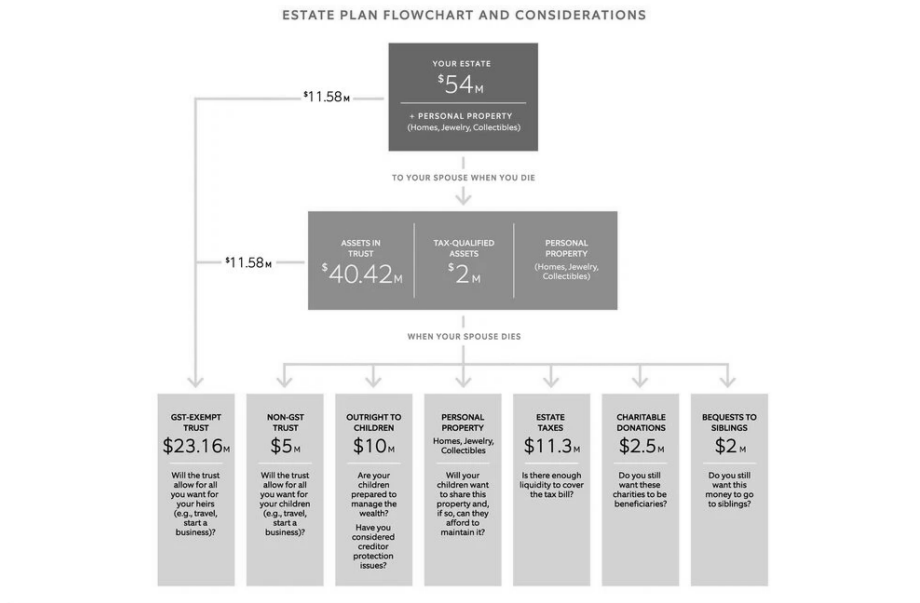 ESTATE PLAN FLOWCHART AND CONSIDERATIONS
YOUR ESTATE
$54M
+ PERSONAL PROPERTY
(Homes, Jewelry, Collectibles)
$11.58M
TO YOUR SPOUSE WHEN YOU DIE
ASSETS IN
TRUST
$40.42M
TAX-QUALIFIED
ASSETS
$2M
PERSONAL
PROPERTY
(Homes, Jewelry,
Collectibles)
$11.58M
WHEN YOUR SPOUSE DIES
GST-EXEMPT
TRUST
$23.16M
Will the trust
allow for all
you want for
your heirs
(e.g., travel,
start a
business)?
NON-GST
TRUST
$5M
Will the trust
allow for all
you want for
your children
(e.g., travel,
start a
business)?
OUTRIGHT TO
CHILDREN
$10M
Are your
children
prepared to
manage the
wealth?
Have you
considered
creditor
protection
issues?
PERSONAL
PROPERTY
Homes, Jewelry,
Collectibles
Will your
children want
to share this
property and,
if so, can they
afford to
maintain it?
ESTATE
TAXES
$11.3M
Is there enough
liquidity to cover
the tax bill?
CHARITABLE
DONATIONS
$2.5M
Do you still
want these
charities to be
beneficiaries?
BEQUESTS TO
SIBLINGS
$2M
Do you still
want this
money to go
to siblings?